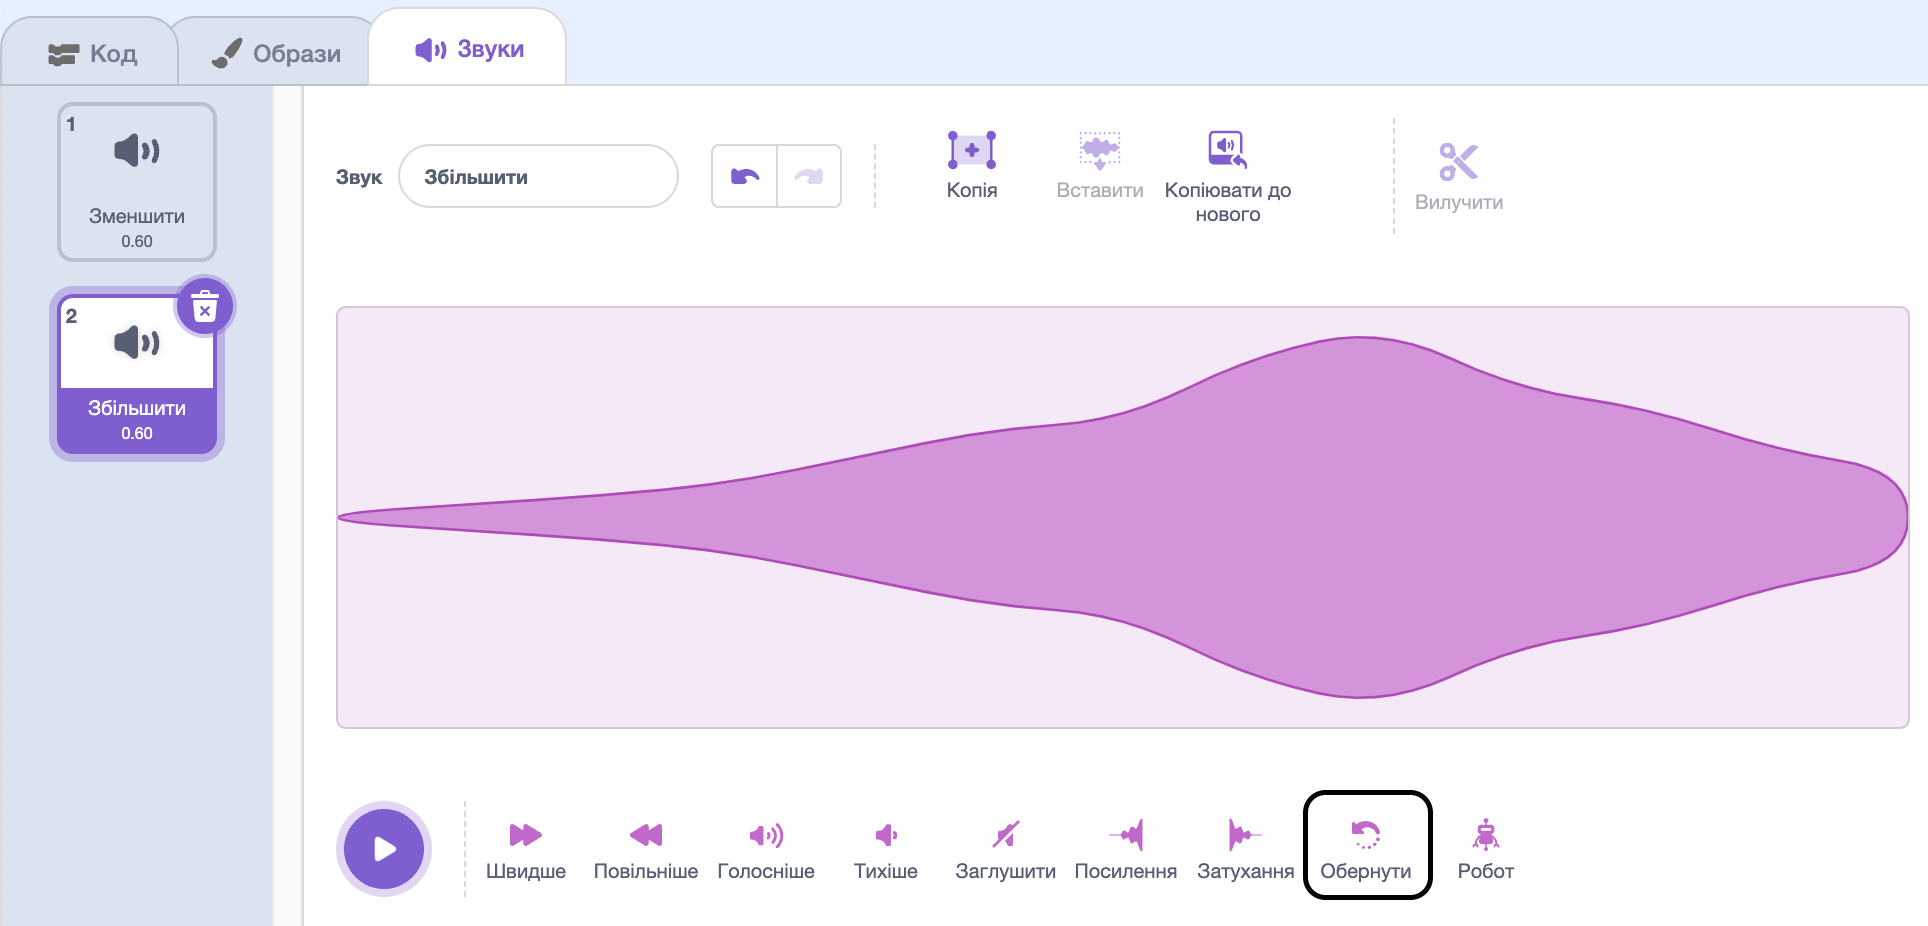 Код
Образи
Звуки
1
Зменшити
0.60
2
Збільшити
0.60
Звук
Збільшити
Копія
Вставити
Копіювати до
нового
Вилучити
Швидше
Повільніше
Голосніше
Тихіше
Заглушити
Посилення
Затухання
Обернути
Робот